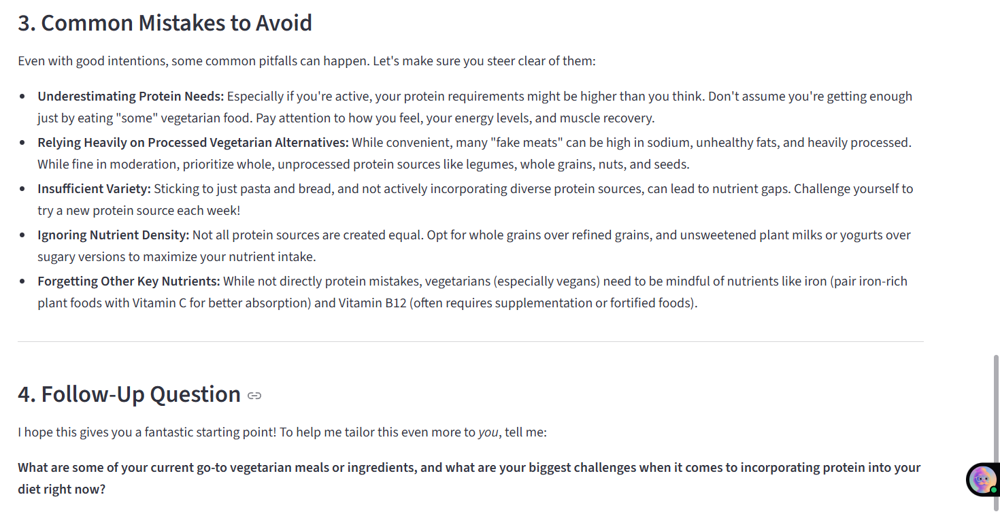 3. Common Mistakes to Avoid
Even with good intentions, some common pitfalls can happen. Let's make sure you steer clear of them:
• Underestimating Protein Needs: Especially if you're active, your protein requirements might be higher than you think. Don't assume you're getting enough
just by eating "some" vegetarian food. Pay attention to how you feel, your energy levels, and muscle recovery.
• Relying Heavily on Processed Vegetarian Alternatives: While convenient, many "fake meats" can be high in sodium, unhealthy fats, and heavily processed.
While fine in moderation, prioritize whole, unprocessed protein sources like legumes, whole grains, nuts, and seeds.
• Insufficient Variety: Sticking to just pasta and bread, and not actively incorporating diverse protein sources, can lead to nutrient gaps. Challenge yourself to
try a new protein source each week!
• Ignoring Nutrient Density: Not all protein sources are created equal. Opt for whole grains over refined grains, and unsweetened plant milks or yogurts over
sugary versions to maximize your nutrient intake.
• Forgetting Other Key Nutrients: While not directly protein mistakes, vegetarians (especially vegans) need to be mindful of nutrients like iron (pair iron-rich
plant foods with Vitamin C for better absorption) and Vitamin B12 (often requires supplementation or fortified foods).
4. Follow-Up Question
I hope this gives you a fantastic starting point! To help me tailor this even more to you, tell me:
What are some of your current go-to vegetarian meals or ingredients, and what are your biggest challenges when it comes to incorporating protein into your
diet right now?